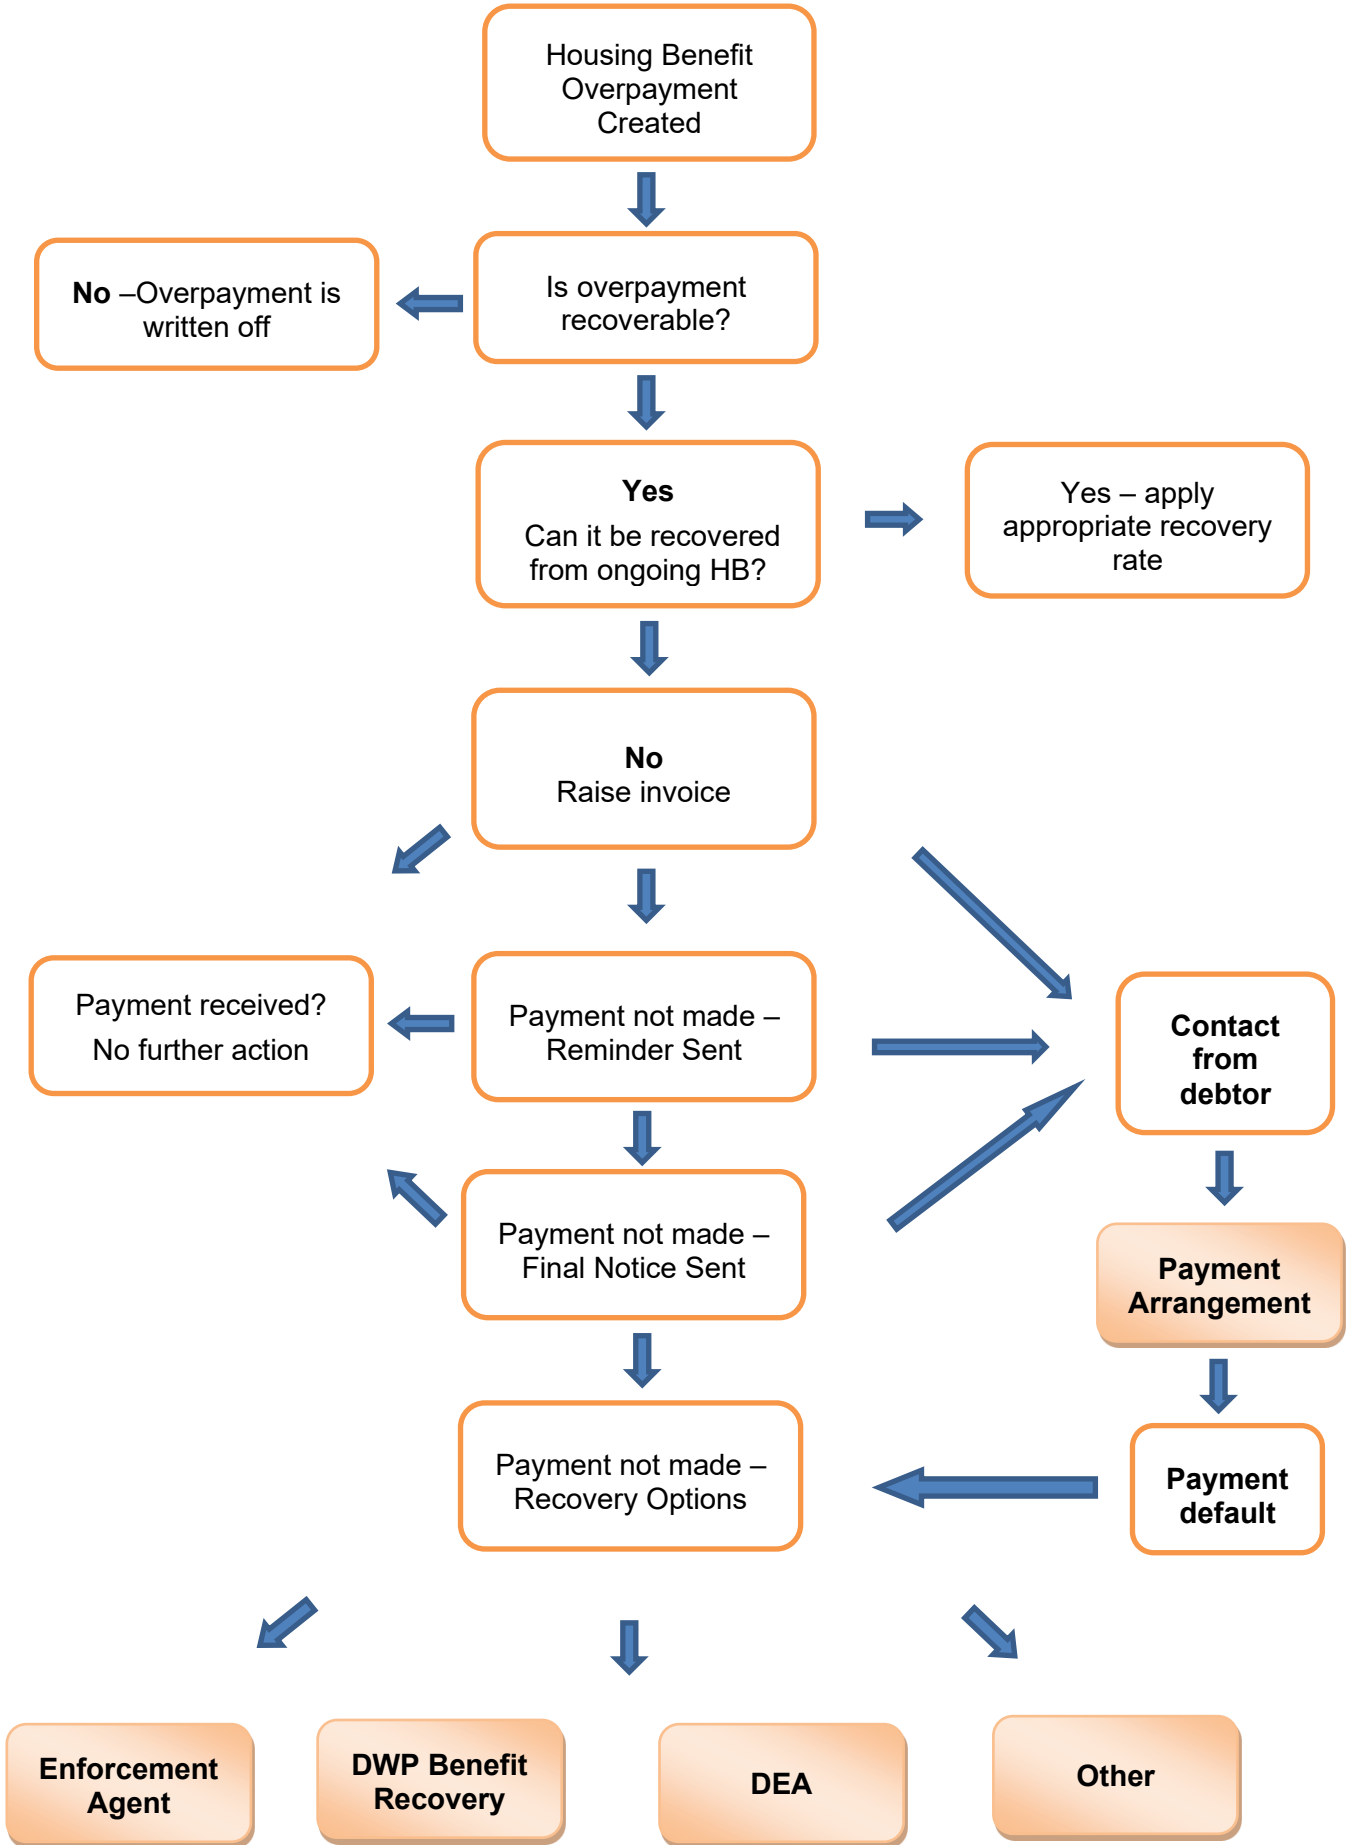 Housing Benefit
Overpayment
Created
No –Overpayment is
written off
Is overpayment
recoverable?
Yes
Can it be recovered
from ongoing HB?
Yes – apply
appropriate recovery
rate
No
Raise invoice
Payment received?
No further action
Payment not made –
Reminder Sent
Contact
from
debtor
Payment not made –
Final Notice Sent
Payment
Arrangement
Payment not made –
Recovery Options
Payment
default
Enforcement
Agent
DWP Benefit
Recovery
DEA
Other